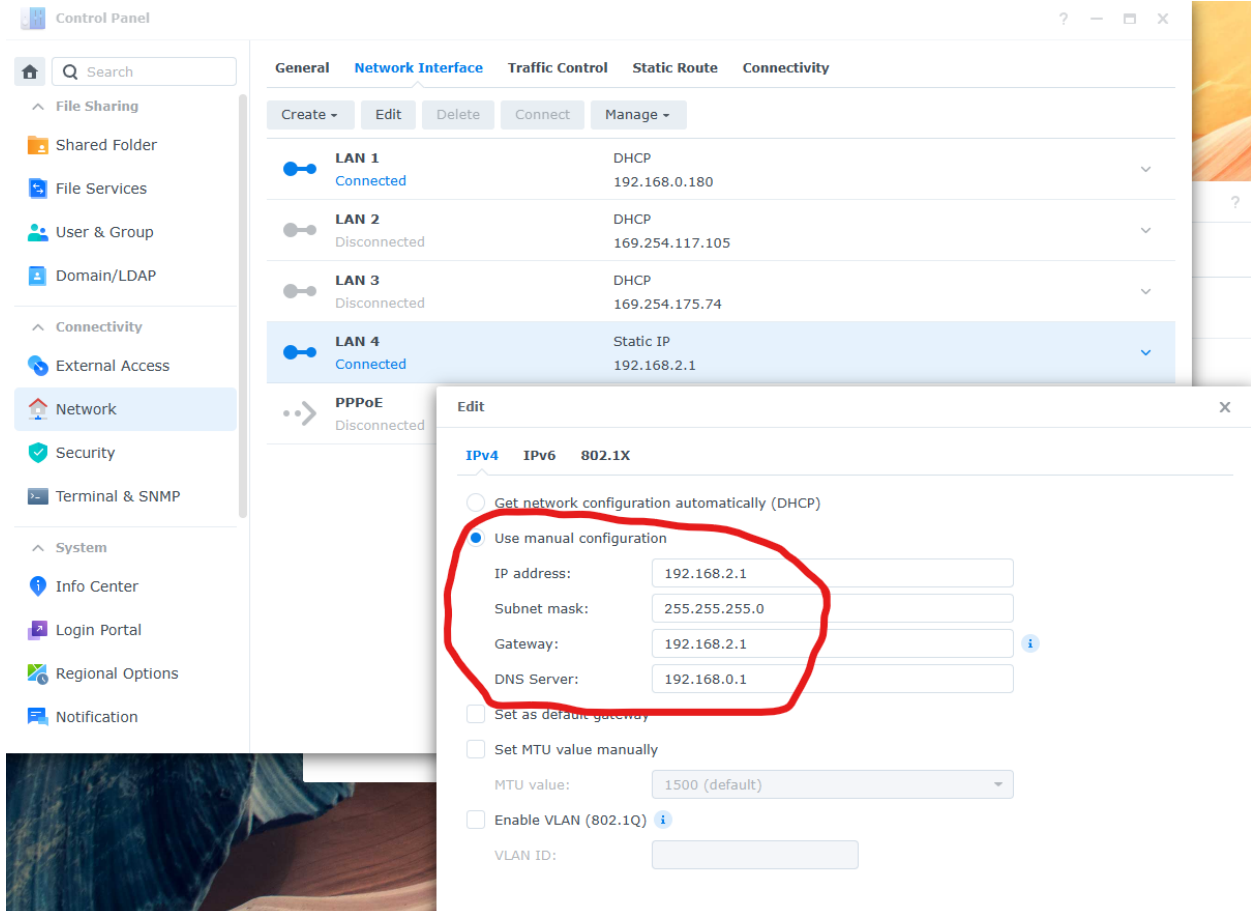 Control Panel
?
Search
General Network Interface Traffic Control Static Route Connectivity
File Sharing
Shared Folder
File Services
User & Group
Domain/LDAP
Connectivity
External Access
Network
Security
Terminal & SNMP
System
Info Center
Login Portal
Regional Options
Notification
Create Edit Delete Connect Manage
LAN 1 DHCP
Connected 192.168.0.180
LAN 2 DHCP
Disconnected 169.254.117.105
LAN 3 DHCP
Disconnected 169.254.175.74
LAN 4 Static IP
Connected 192.168.2.1
PPPoE
Disconnected
?
Edit
IPv4 IPv6 802.1X
Get network configuration automatically (DHCP)
Use manual configuration
IP address: 192.168.2.1
Subnet mask: 255.255.255.0
Gateway: 192.168.2.1 i
DNS Server: 192.168.0.1
Set as default gateway
Set MTU value manually
MTU value: 1500 (default)
Enable VLAN (802.1Q) i
VLAN ID: